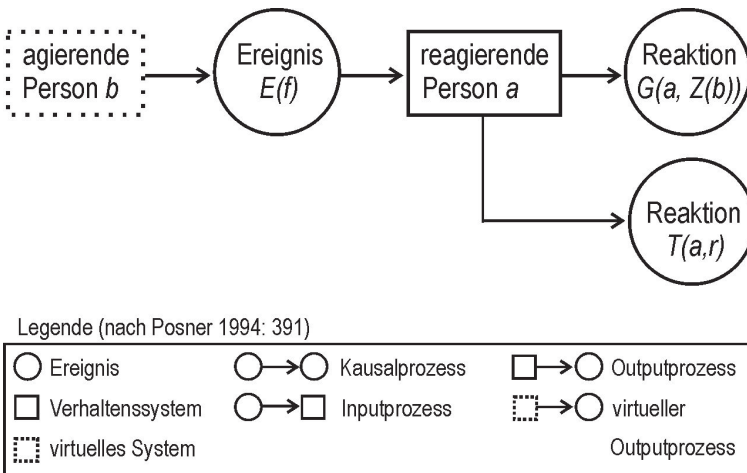 agierende
Person b
Ereignis
E(f)
reagierende
Person a
Reaktion
G(a, Z(b))
Reaktion
T(a,r)
Legende (nach Posner 1994: 391)
Ereignis
Kausalprozess
Outputprozess
Verhaltenssystem
Inputprozess
virtueller
virtuelles System
Outputprozess